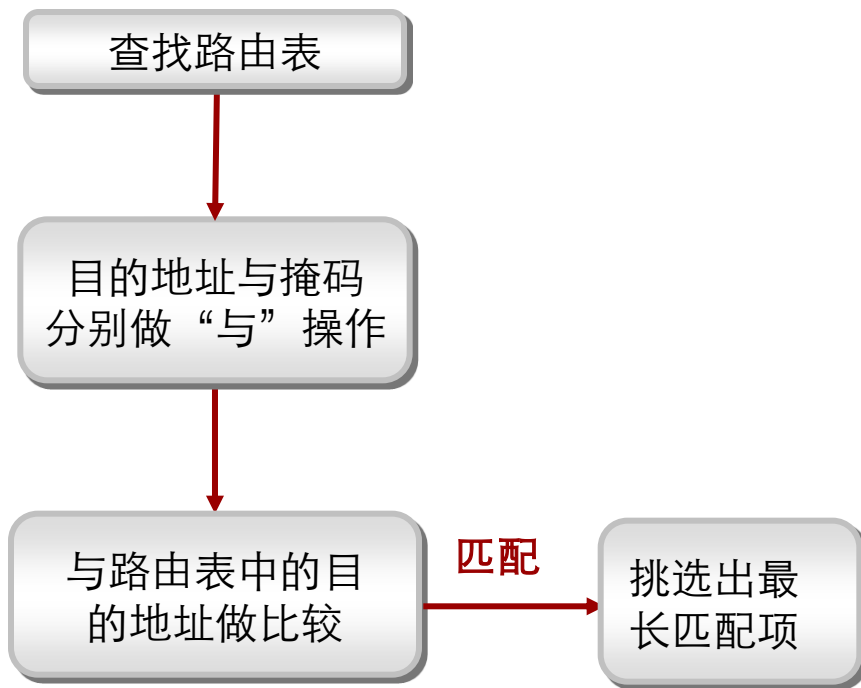 查找路由表
目的地址与掩码
分别做“与”操作
与路由表中的目
的地址做比较
匹配
挑选出最
长匹配项